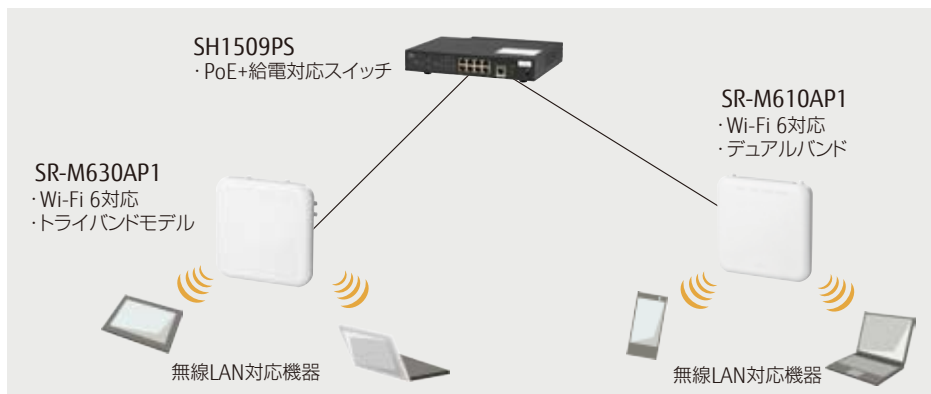 SH1509PS
・PoE+給電対応スイッチ
SR-M610AP1
・Wi-Fi 6対応
・デュアルバンド
SR-M630AP1
・Wi-Fi 6対応
・トライバンドモデル
無線LAN対応機器
無線LAN対応機器